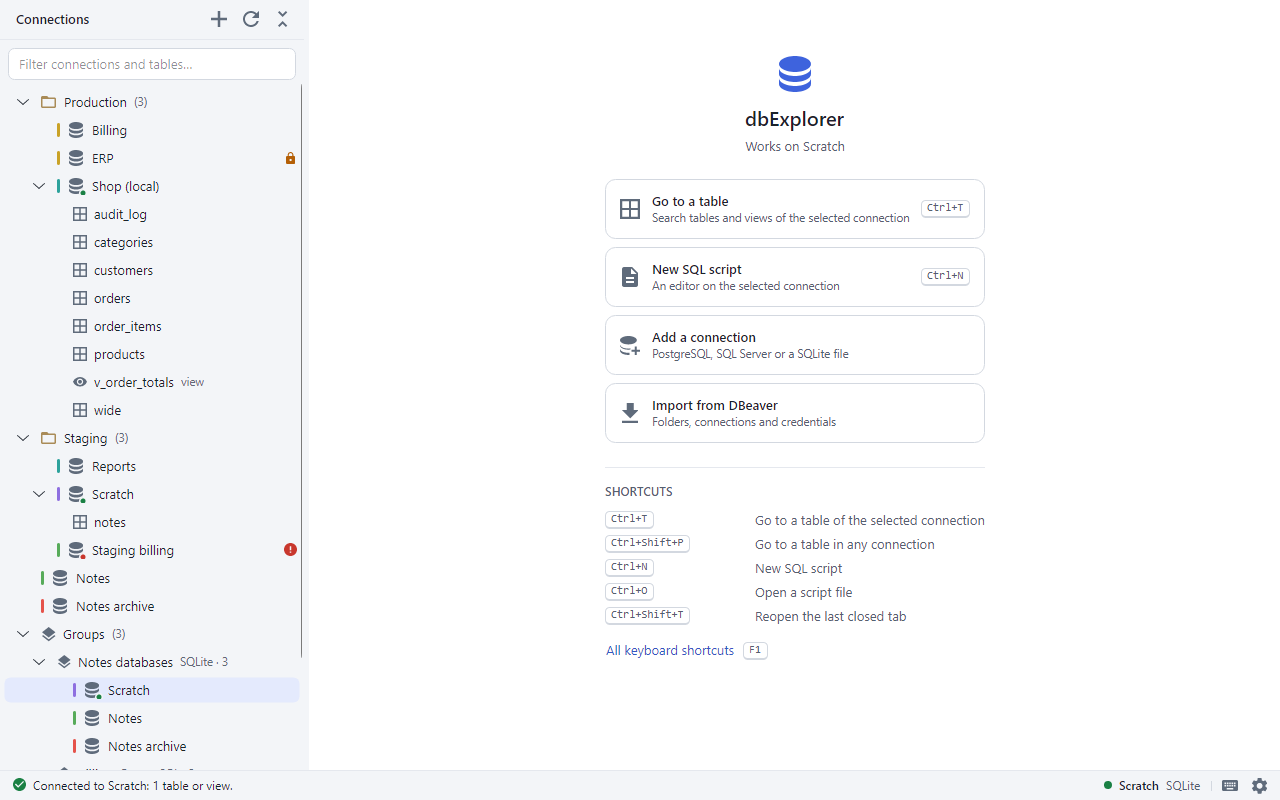 Connections
Filter connections and tables...
Production (3)
Billing
ERP
Shop (local)
audit_log
categories
customers
orders
order_items
products
v_order_totals view
wide
Staging (3)
Reports
Scratch
notes
Staging billing
Notes
Notes archive
Groups (3)
Notes databases SQLite · 3
Scratch
Notes
Notes archive
dbExplorer
Works on Scratch
Go to a table
Search tables and views of the selected connection
Ctrl+T
New SQL script
An editor on the selected connection
Ctrl+N
Add a connection
PostgreSQL, SQL Server or a SQLite file
Import from DBeaver
Folders, connections and credentials
SHORTCUTS
Ctrl+T Go to a table of the selected connection
Ctrl+Shift+P Go to a table in any connection
Ctrl+N New SQL script
Ctrl+O Open a script file
Ctrl+Shift+T Reopen the last closed tab
All keyboard shortcuts F1
Connected to Scratch: 1 table or view.
Scratch SQLite